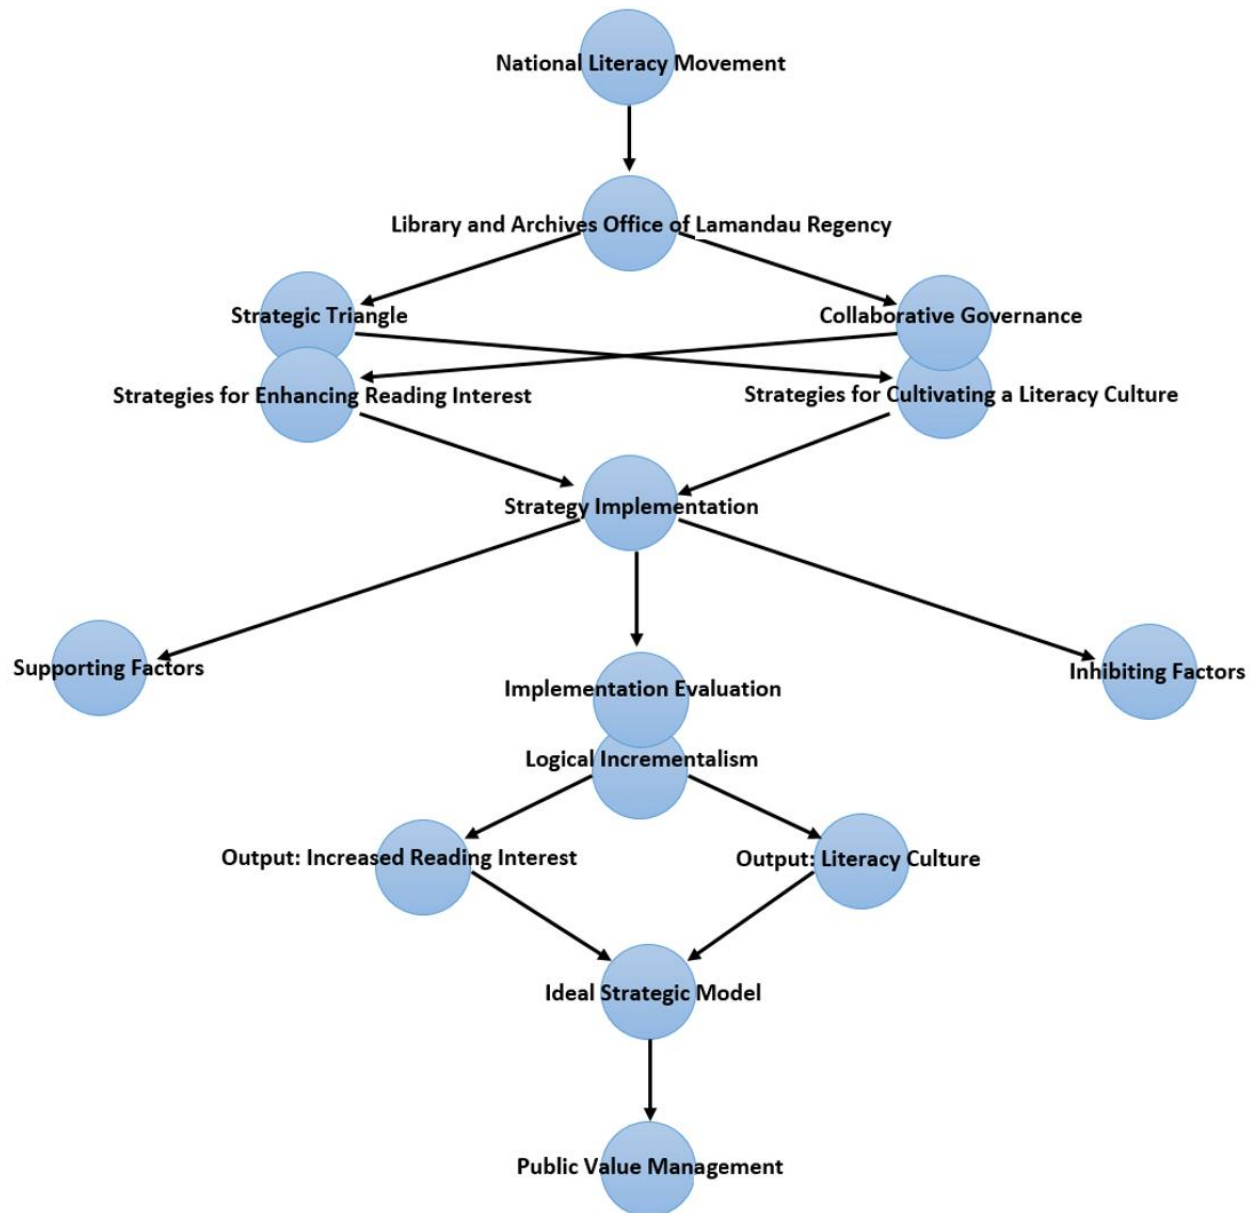 National Literacy Movement
Library and Archives Office of Lamandau Regency
Strategic Triangle
Collaborative Governance
Strategies for Enhancing Reading Interest
Strategies for Cultivating a Literacy Culture
Strategy Implementation
Supporting Factors
Inhibiting Factors
Implementation Evaluation
Logical Incrementalism
Output: Increased Reading Interest
Output: Literacy Culture
Ideal Strategic Model
Public Value Management